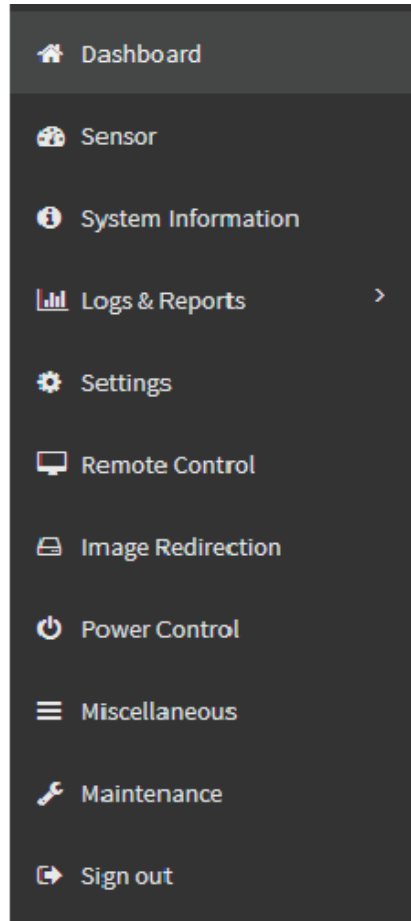 Dashboard
Sensor
System Information
Logs & Reports
Settings
Remote Control
Image Redirection
Power Control
Miscellaneous
Maintenance
Sign out